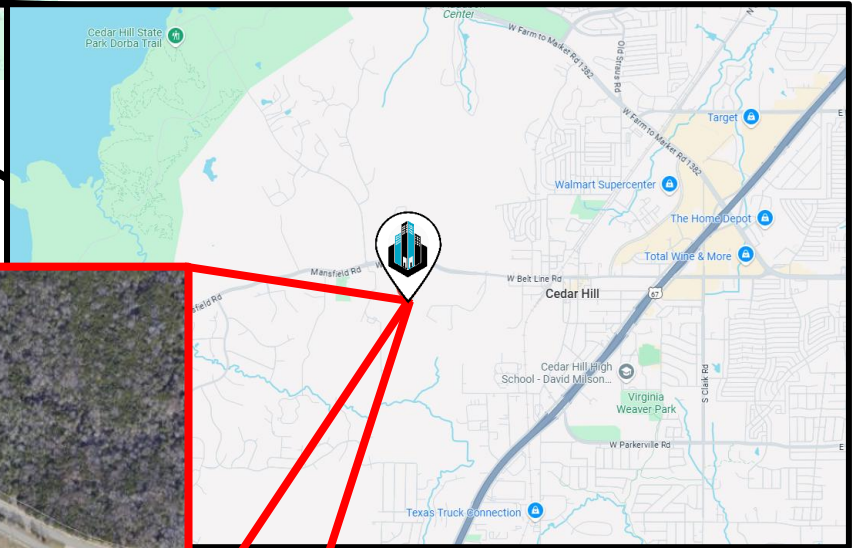 Center
Cedar Hill State
Park Dorba Trail
W Farm to Market Rd 1382
Old Straus Rd
N
Target
E
W Farm to Market Rd 1382
Walmart Supercenter
The Home Depot
Total Wine & More
Mansfield Rd
W
W Belt Line Rd
sfield Rd
Cedar Hill
67
Cedar Hill High
School - David Milson...
S Clark Rd
Virginia
Weaver Park
W Parkerville Rd
E
Texas Truck Connection